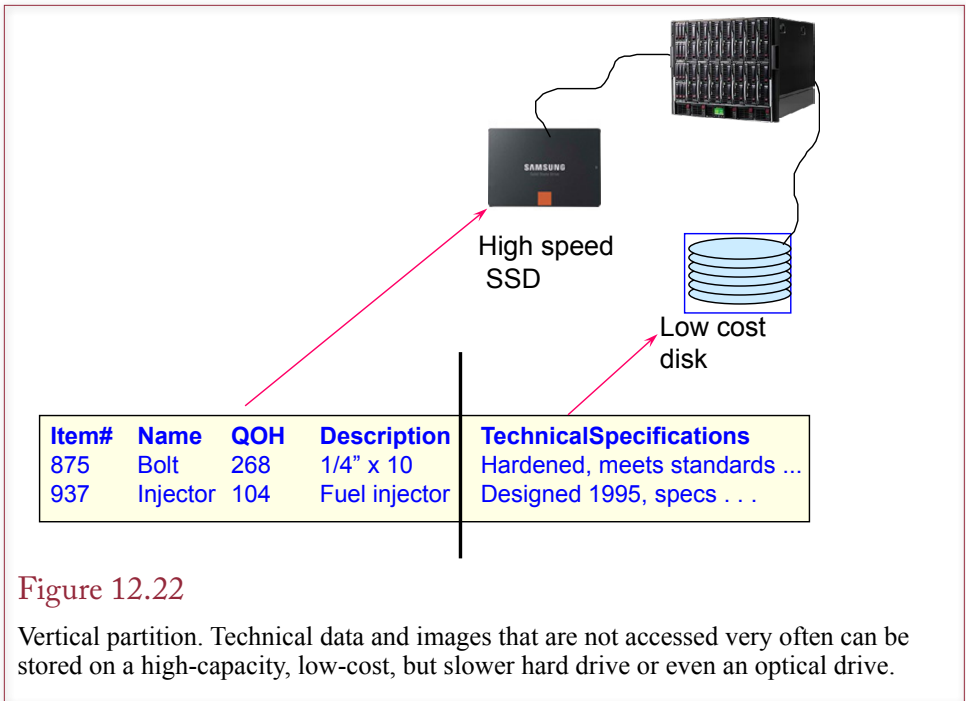 SAMSUNG
High speed
SSD
Low cost
disk
Item# Name QOH Description TechnicalSpecifications
875 Bolt 268 1/4” x 10 Hardened, meets standards ...
937 Injector 104 Fuel injector Designed 1995, specs . . .
Figure 12.22
Vertical partition. Technical data and images that are not accessed very often can be
stored on a high-capacity, low-cost, but slower hard drive or even an optical drive.